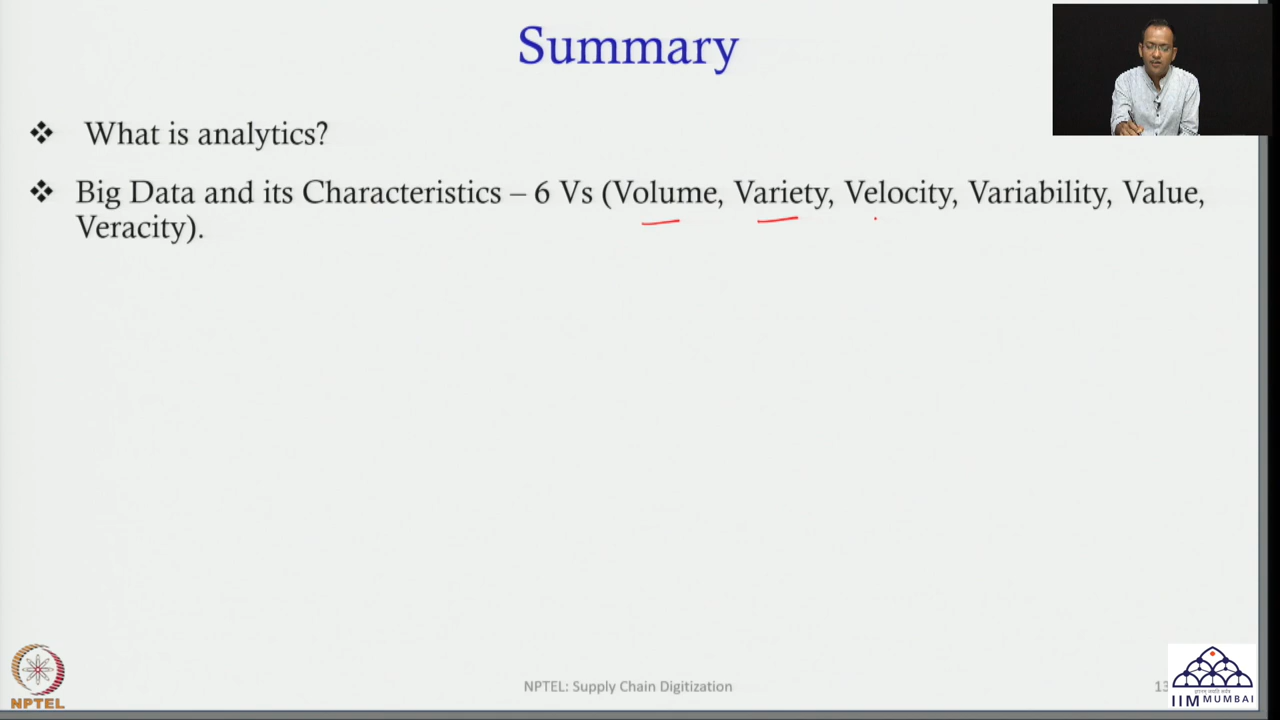 Summary
❖ What is analytics?
❖ Big Data and its Characteristics – 6 Vs (Volume, Variety, Velocity, Variability, Value,
Veracity).
NPTEL
NPTEL: Supply Chain Digitization
13
IIM MUMBAI